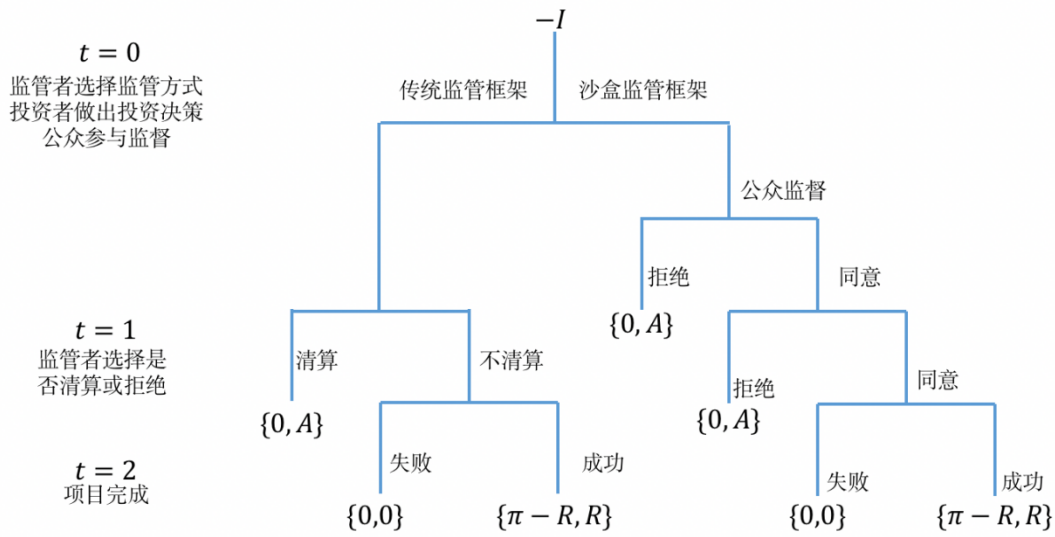 −I
t = 0
监管者选择监管方式
投资者做出投资决策
公众参与监督
传统监管框架
沙盒监管框架
公众监督
拒绝
同意
{0, A}
t = 1
监管者选择是
否清算或拒绝
清算
不清算
拒绝
同意
{0, A}
{0, A}
t = 2
项目完成
失败
成功
失败
成功
{0,0}
{π − R, R}
{0,0}
{π − R, R}